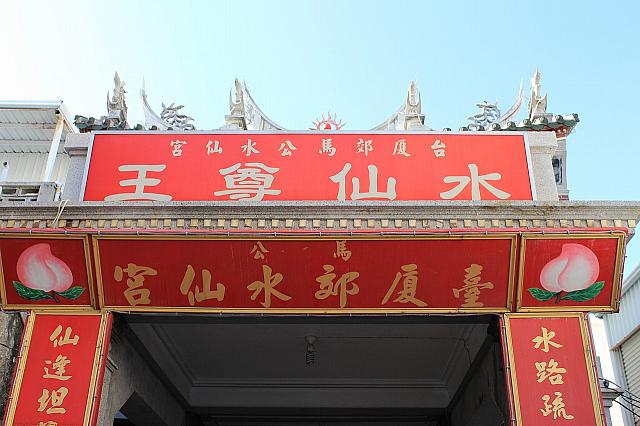 台廈郊馬公水仙宮
水仙尊王
馬公
臺廈郊水仙宮
水路疏
仙逢坦